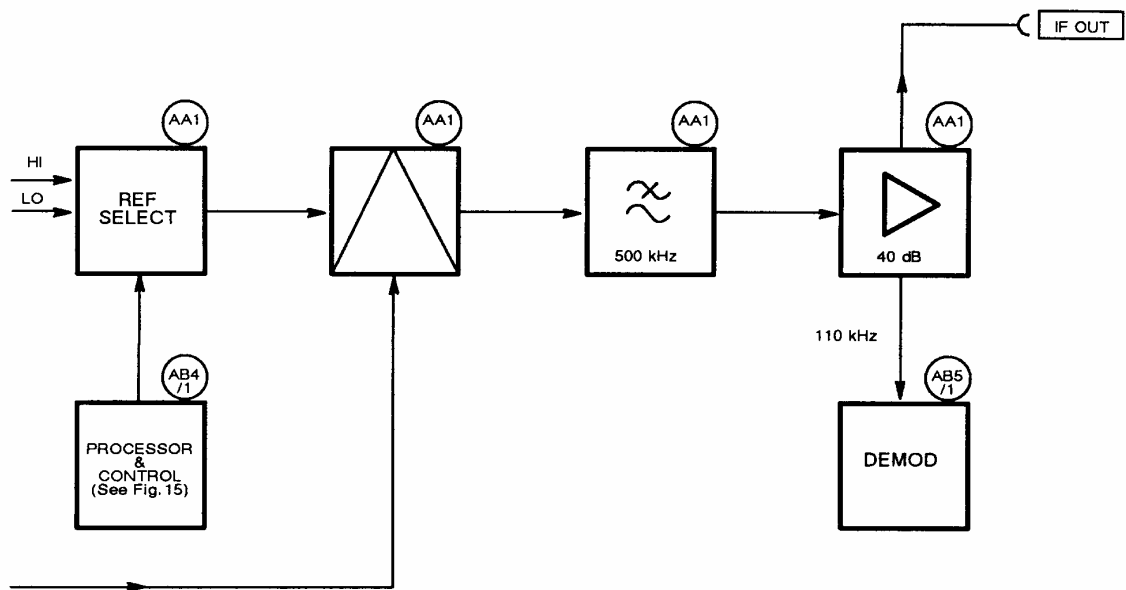 IF OUT
AA1
AA1
AA1
AA1
HI
LO
REF
SELECT
500 kHz
40 dB
110 kHz
AB4
/1
AB5
/1
PROCESSOR
&
CONTROL
(See Fig. 15)
DEMOD